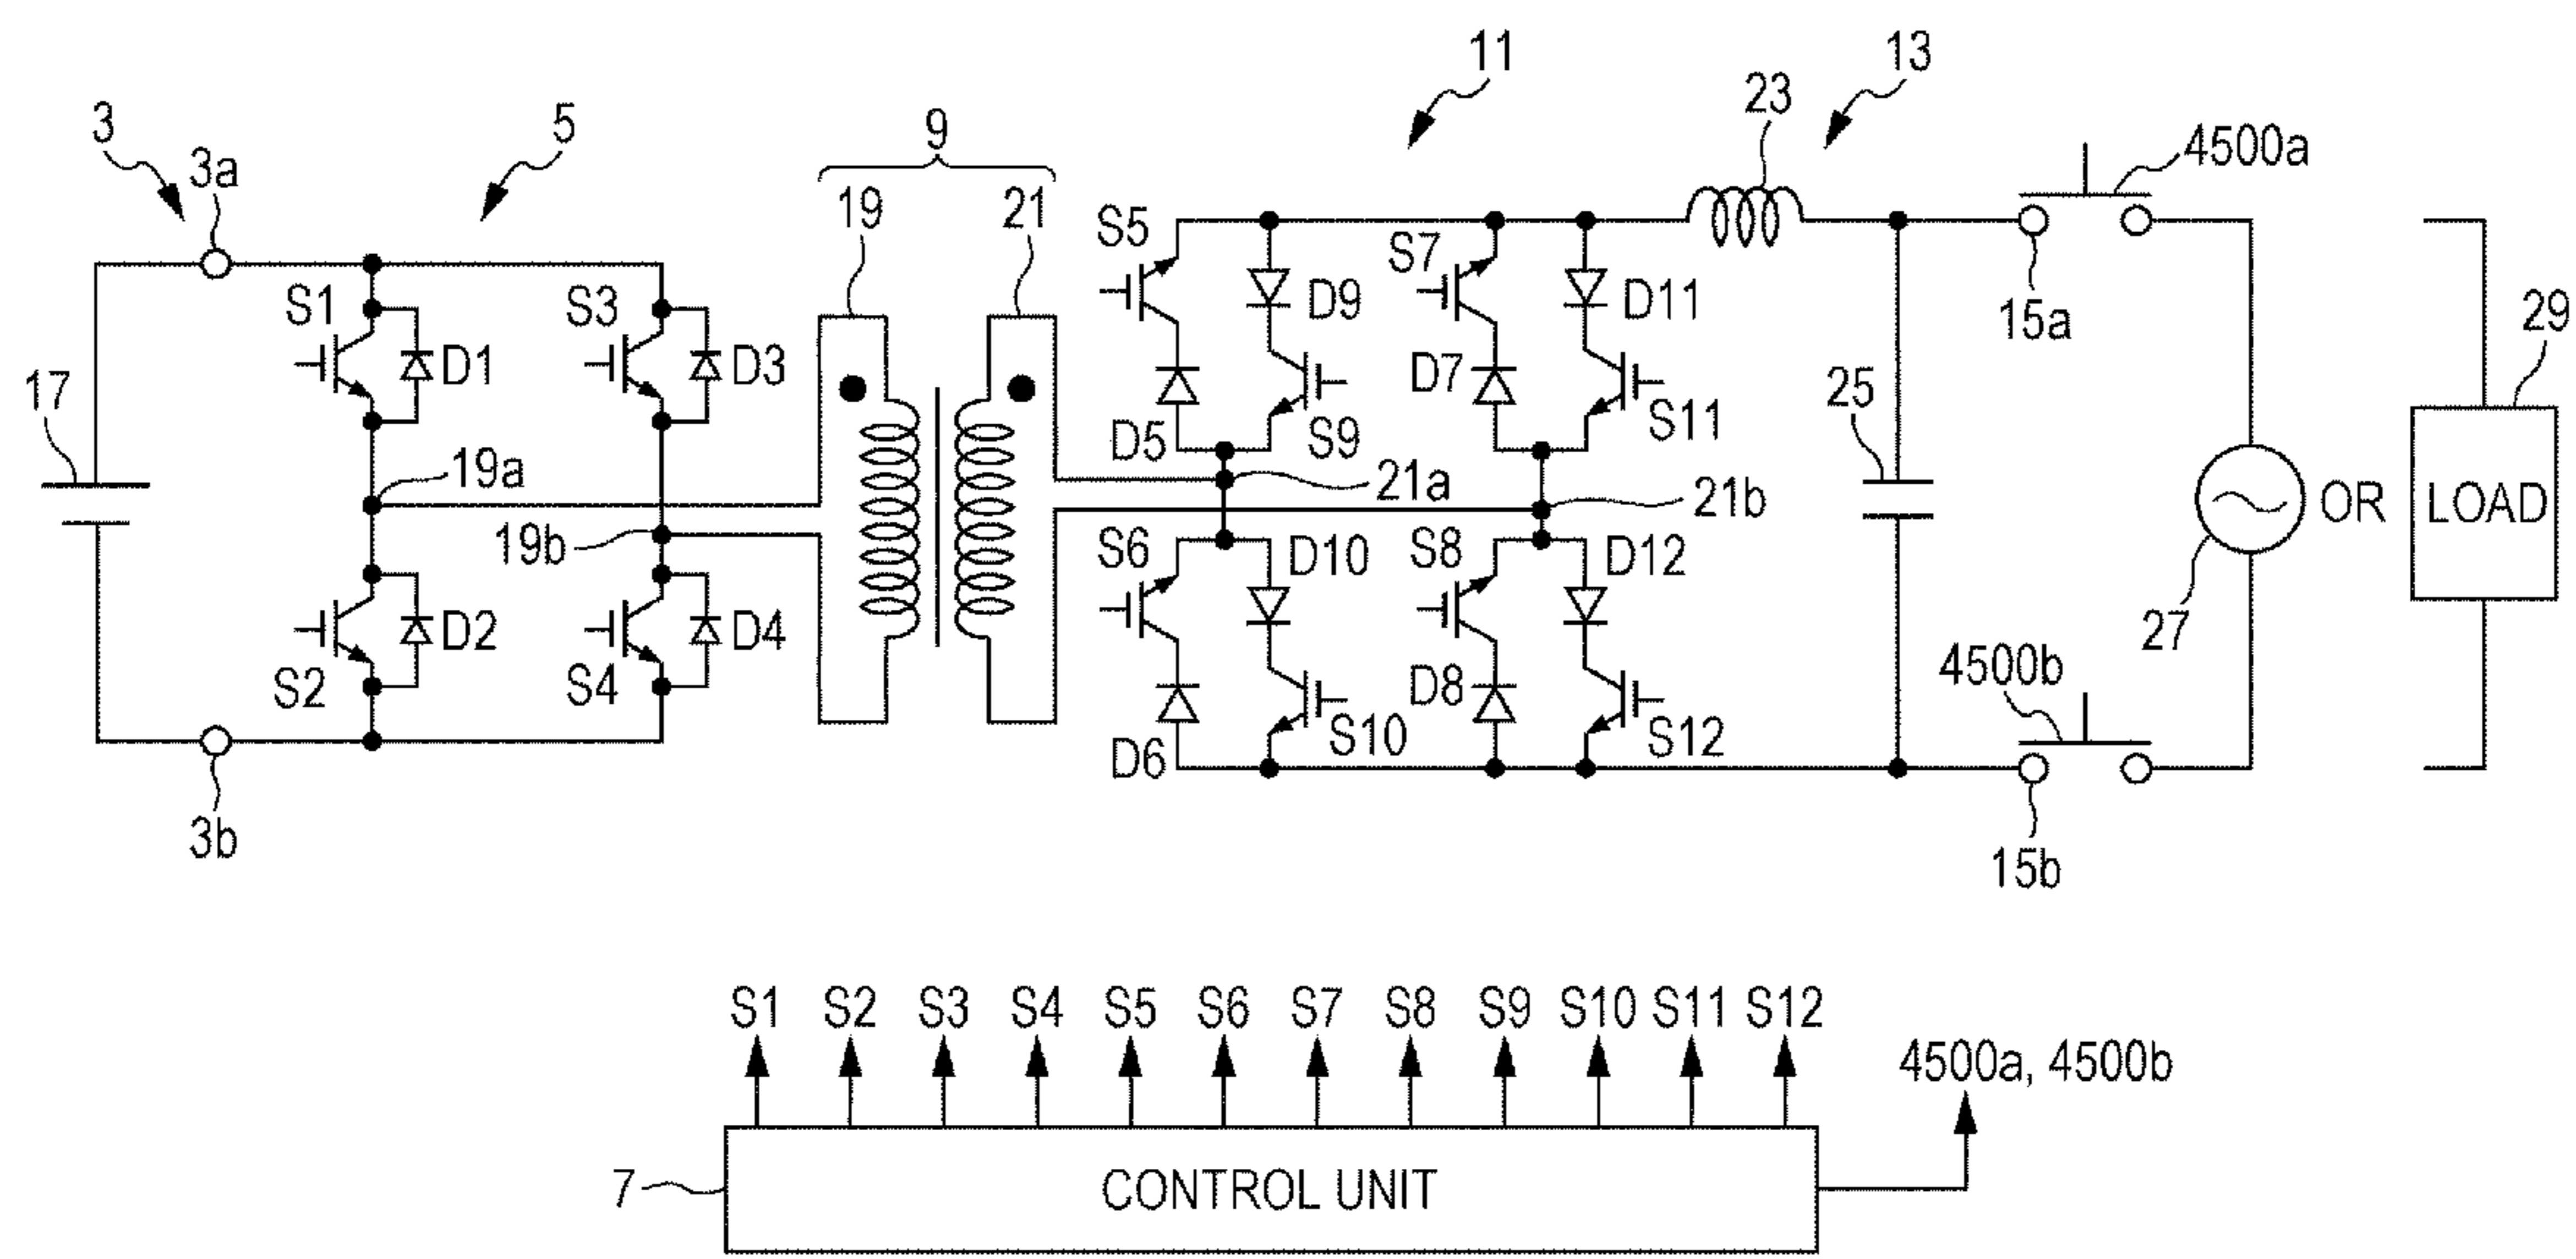 11
13
23
4500a
3
3a
5
9
19
21
S5
S7
D9
D11
S1
S3
D1
D3
15a
29
17
D7
D5
S9
S11
25
19a
21a
21b
OR
LOAD
19b
S6
D10
S8
D12
S2
D2
S4
D4
27
4500b
D8
D6
S10
S12
3b
15b
S1 S2 S3 S4 S5 S6 S7 S8 S9 S10 S11 S12
4500a, 4500b
7
CONTROL UNIT